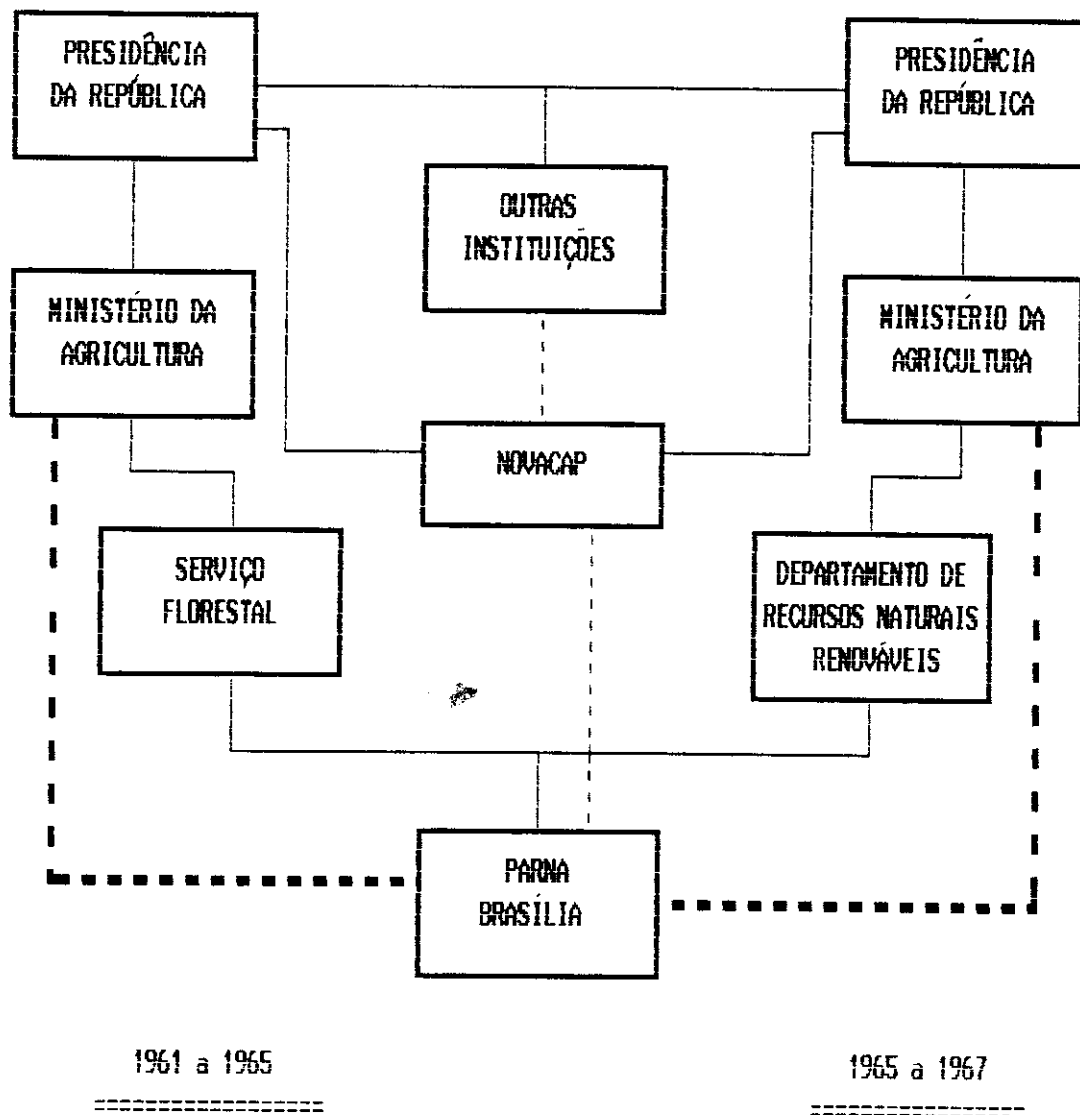 PRESIDÊNCIA
DA REPÚBLICA
PRESIDÊNCIA
DA REPÚBLICA
OUTRAS
INSTITUIÇÕES
MINISTÉRIO DA
AGRICULTURA
MINISTÉRIO DA
AGRICULTURA
NOVACAP
SERVIÇO
FLORESTAL
DEPARTAMENTO DE
RECURSOS NATURAIS
RENOVÁVEIS
PARNA
BRASÍLIA
1961 a 1965
1965 a 1967